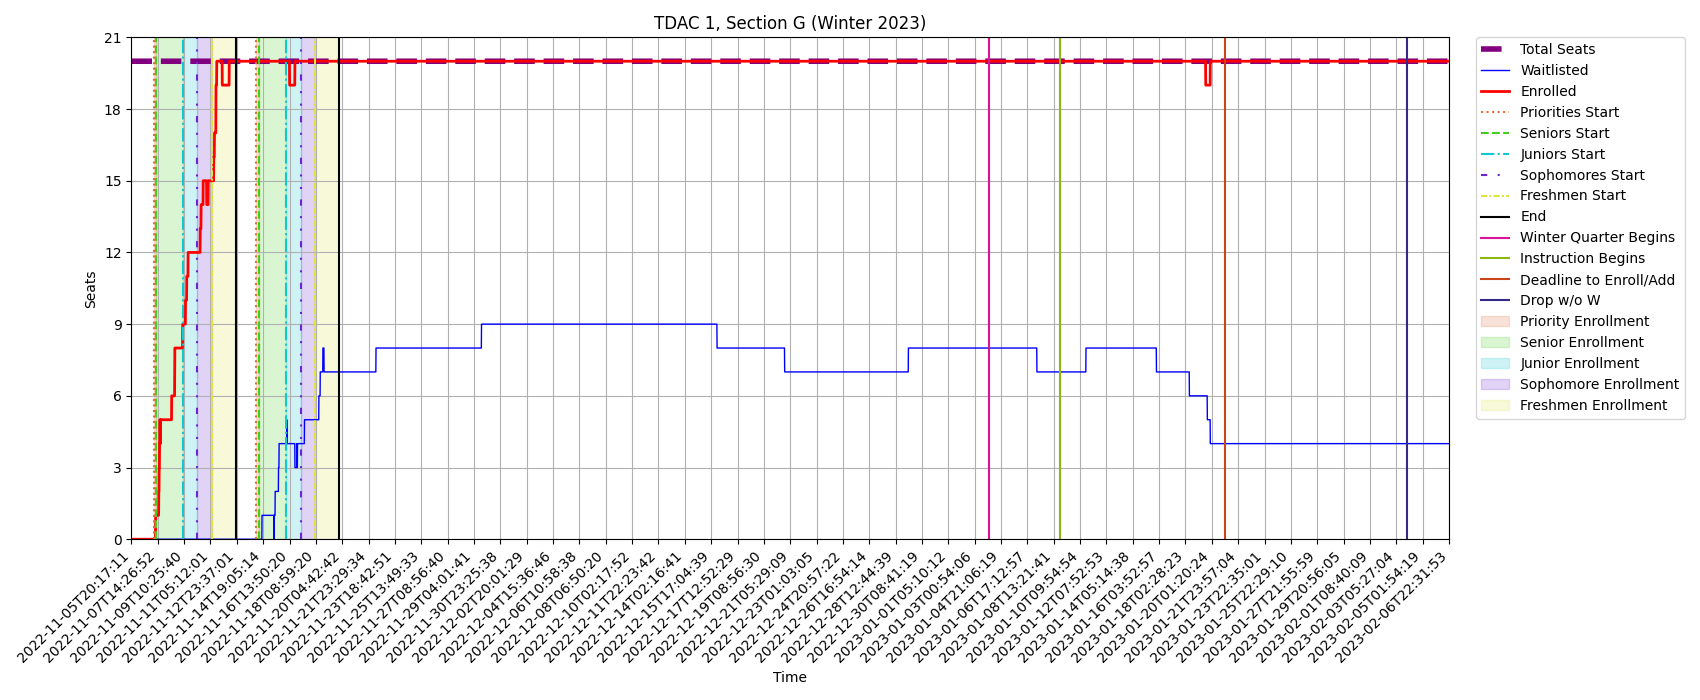 TDAC 1, Section G (Winter 2023)
21
18
15
12
9
6
3
0
Seats
2022-11-05T20:17:11
2022-11-07T14:26:52
2022-11-09T10:25:40
2022-11-11T05:12:01
2022-11-12T23:37:01
2022-11-14T19:05:14
2022-11-16T13:50:20
2022-11-18T08:59:20
2022-11-20T04:42:42
2022-11-21T23:29:34
2022-11-23T18:42:51
2022-11-25T13:49:33
2022-11-27T08:56:40
2022-11-29T04:01:41
2022-11-30T23:25:38
2022-12-02T20:01:29
2022-12-04T15:36:46
2022-12-06T10:58:38
2022-12-08T06:50:20
2022-12-10T02:17:52
2022-12-11T22:23:42
2022-12-14T02:16:41
2022-12-15T17:04:39
2022-12-17T12:52:29
2022-12-19T08:56:30
2022-12-21T05:29:09
2022-12-23T01:03:05
2022-12-24T20:57:22
2022-12-26T16:54:14
2022-12-28T12:44:39
2022-12-30T08:41:19
2023-01-01T05:10:12
2023-01-03T00:54:06
2023-01-04T21:06:19
2023-01-06T17:12:57
2023-01-08T13:21:41
2023-01-10T09:54:54
2023-01-12T07:52:53
2023-01-14T05:14:38
2023-01-16T03:52:57
2023-01-18T02:28:23
2023-01-20T01:20:24
2023-01-21T23:57:04
2023-01-23T22:35:01
2023-01-25T22:29:10
2023-01-27T21:55:59
2023-01-29T20:56:05
2023-02-01T08:40:09
2023-02-03T05:27:04
2023-02-05T01:54:19
2023-02-06T22:31:53
Time
Total Seats
Waitlisted
Enrolled
Priorities Start
Seniors Start
Juniors Start
Sophomores Start
Freshmen Start
End
Winter Quarter Begins
Instruction Begins
Deadline to Enroll/Add
Drop w/o W
Priority Enrollment
Senior Enrollment
Junior Enrollment
Sophomore Enrollment
Freshmen Enrollment